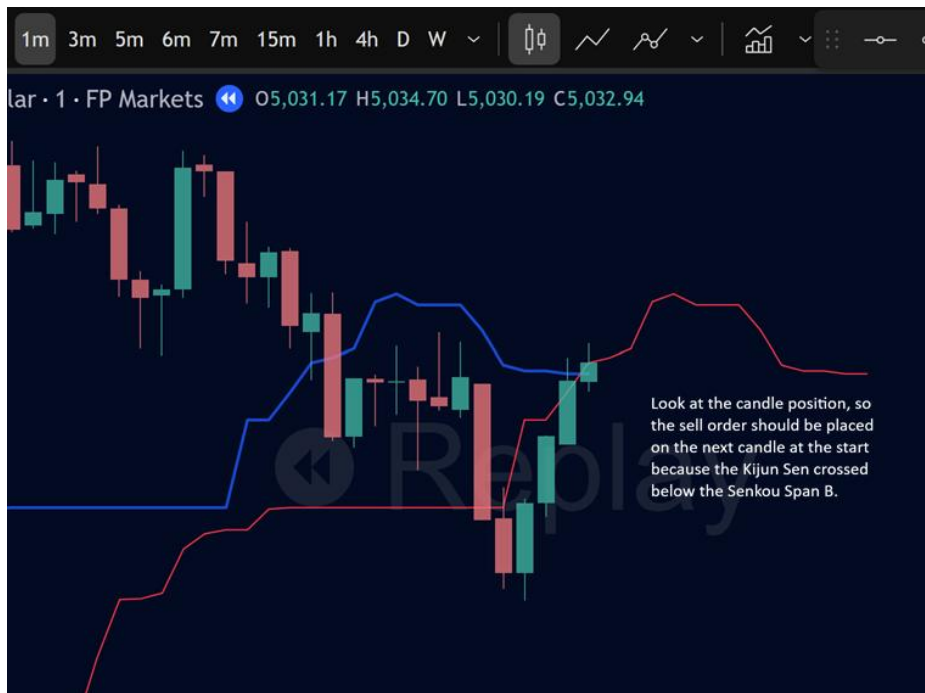 1m 3m 5m 6m 7m 15m 1h 4h D W
lar · 1 · FP Markets O5,031.17 H5,034.70 L5,030.19 C5,032.94
Look at the candle position, so
the sell order should be placed
on the next candle at the start
because the Kijun Sen crossed
below the Senkou Span B.
Replay